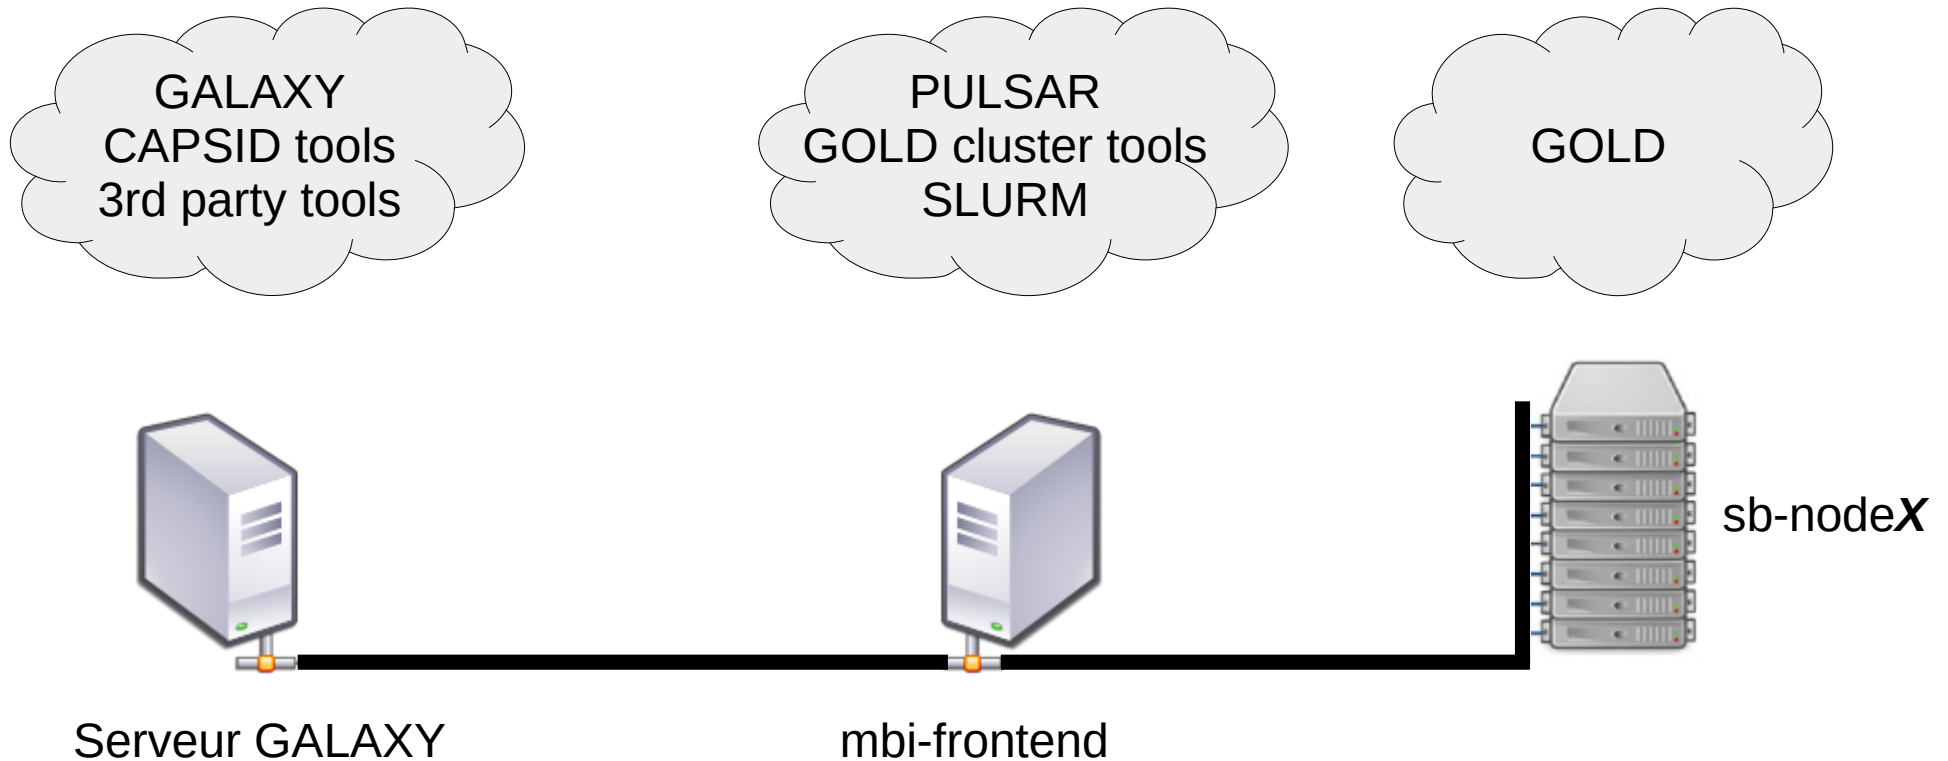 GALAXY
CAPSID tools
3rd party tools
PULSAR
GOLD cluster tools
SLURM
GOLD
sb-nodeX
Serveur GALAXY
mbi-frontend